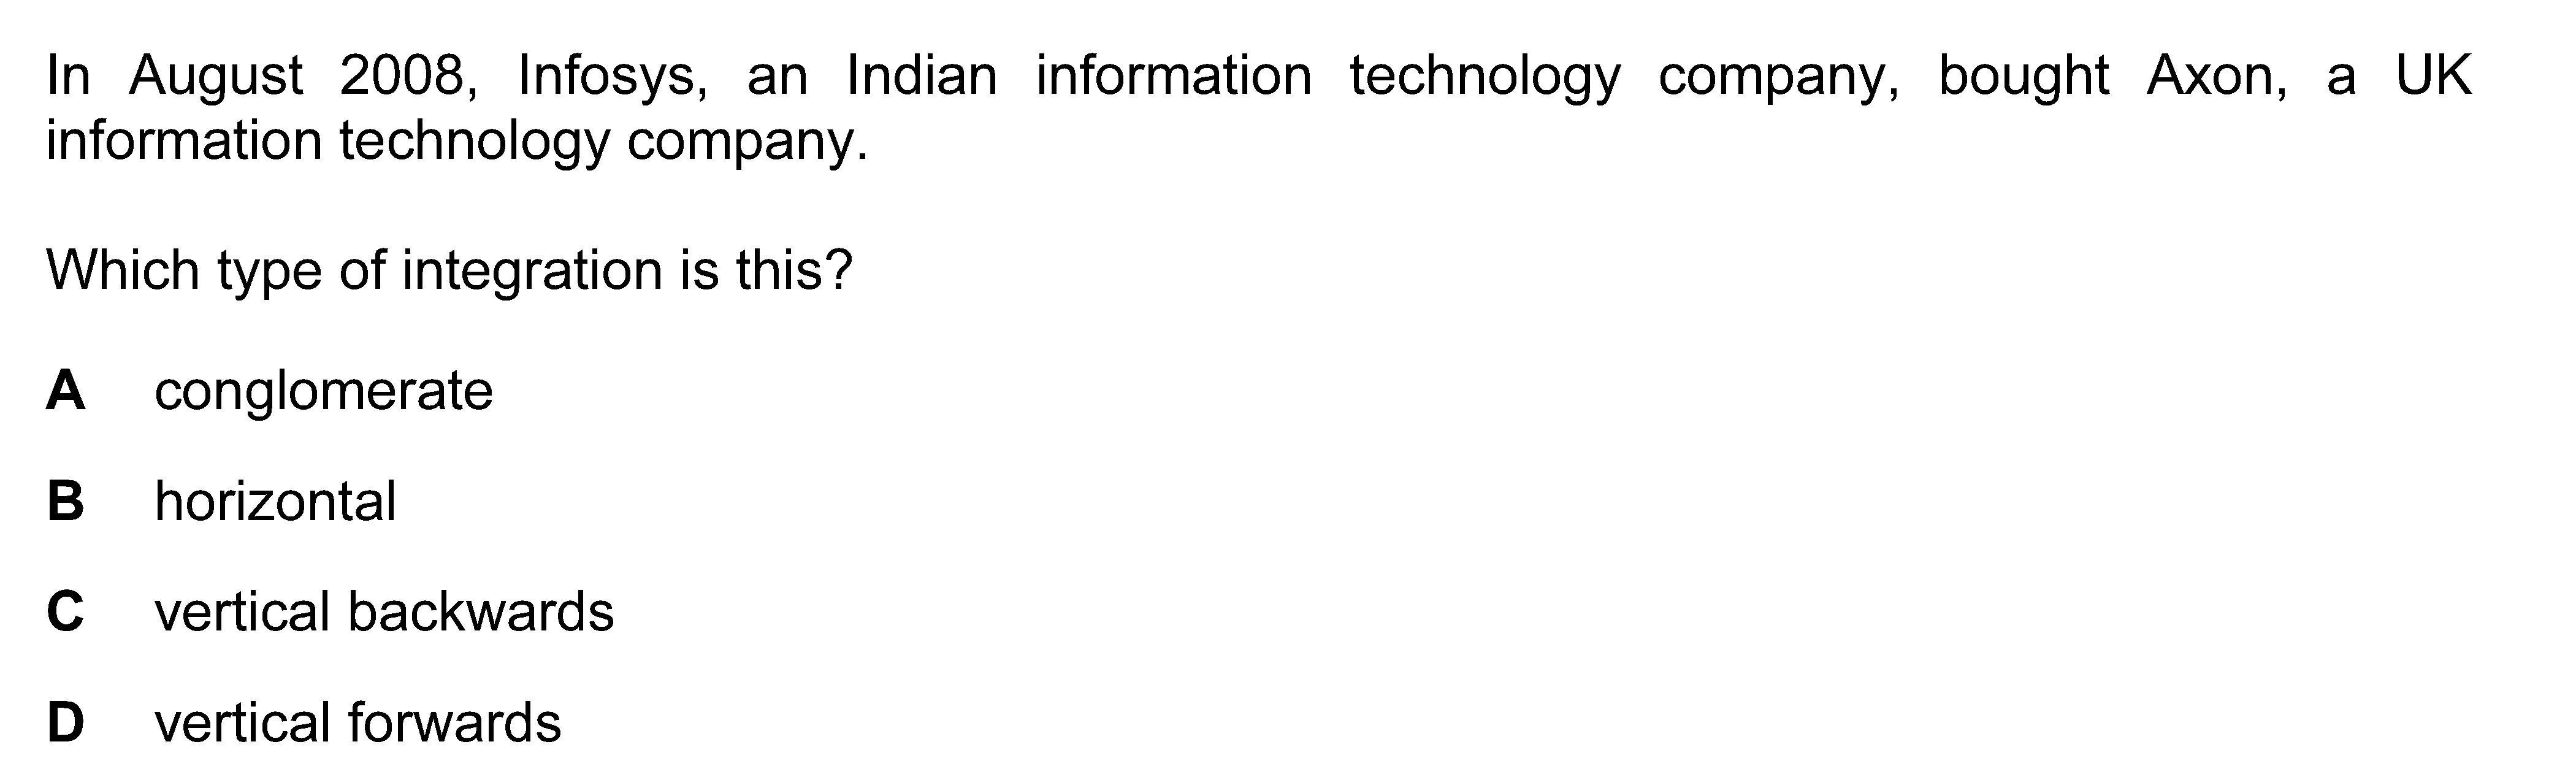 In August 2008, Infosys, an Indian information technology company, bought Axon, a UK
information technology company.
Which type of integration is this?
A conglomerate
B horizontal
C vertical backwards
D vertical forwards